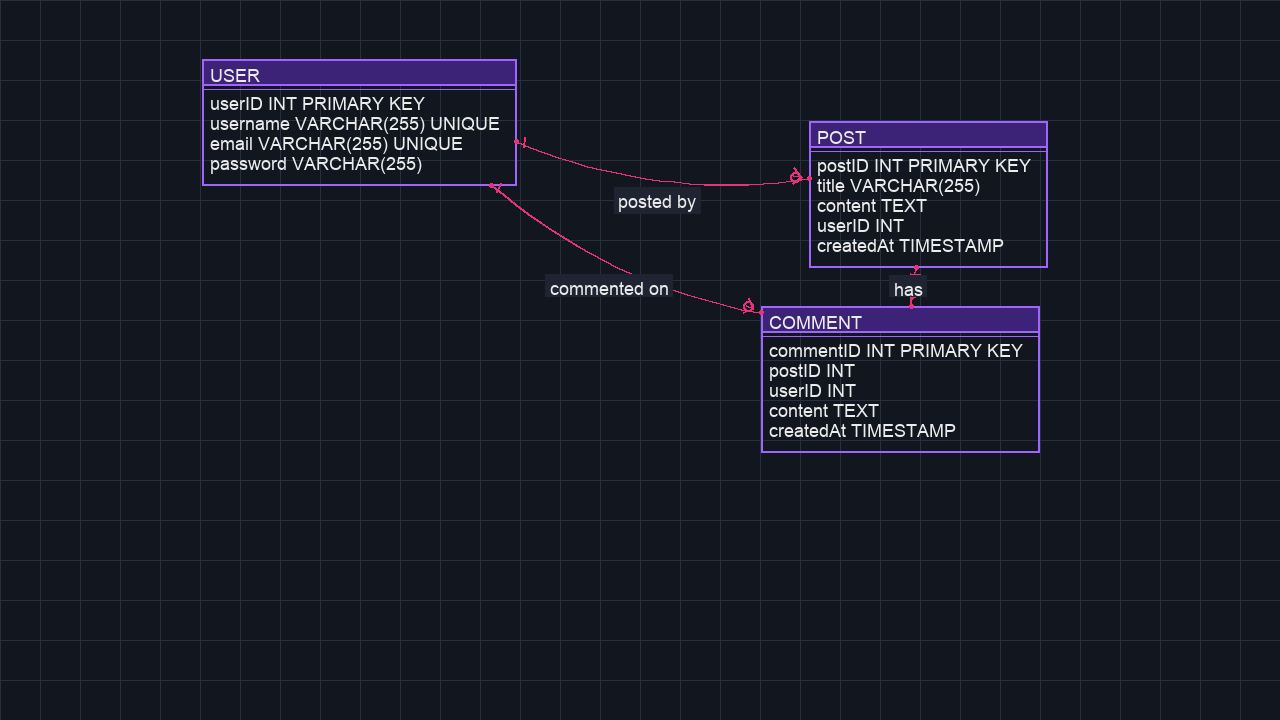 USER
userID INT PRIMARY KEY
username VARCHAR(255) UNIQUE
email VARCHAR(255) UNIQUE
password VARCHAR(255)
POST
postID INT PRIMARY KEY
title VARCHAR(255)
content TEXT
userID INT
createdAt TIMESTAMP
posted by
commented on
has
COMMENT
commentID INT PRIMARY KEY
postID INT
userID INT
content TEXT
createdAt TIMESTAMP